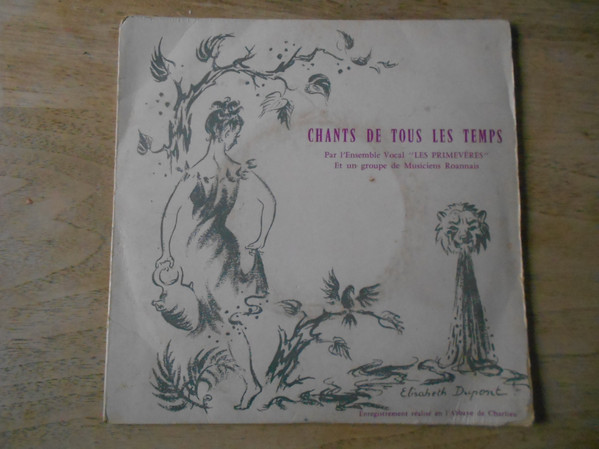 CHANTS DE TOUS LES TEMPS
Par l'Ensemble Vocal "LES PRIMEVÈRES"
Et un groupe de Musiciens Roannais
Elisabeth Dupont
Enregistrement réalisé en l' de Charlieu